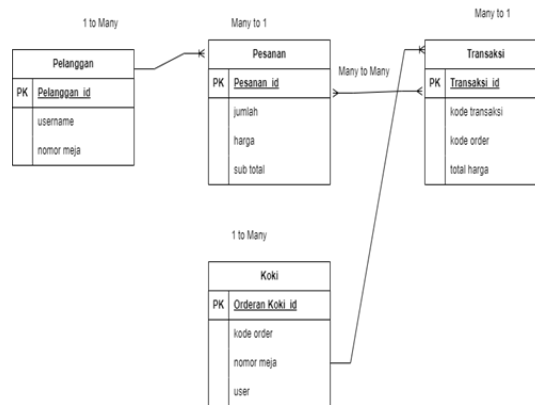 1 to Many
Many to 1
Many to 1
Pelanggan
PK Pelanggan_id
username
nomor meja
Pesanan
PK Pesanan_id
jumlah
harga
sub total
Many to Many
Transaksi
PK Transaksi_id
kode transaksi
kode order
total harga
1 to Many
Koki
PK Orderan Koki_id
kode order
nomor meja
user